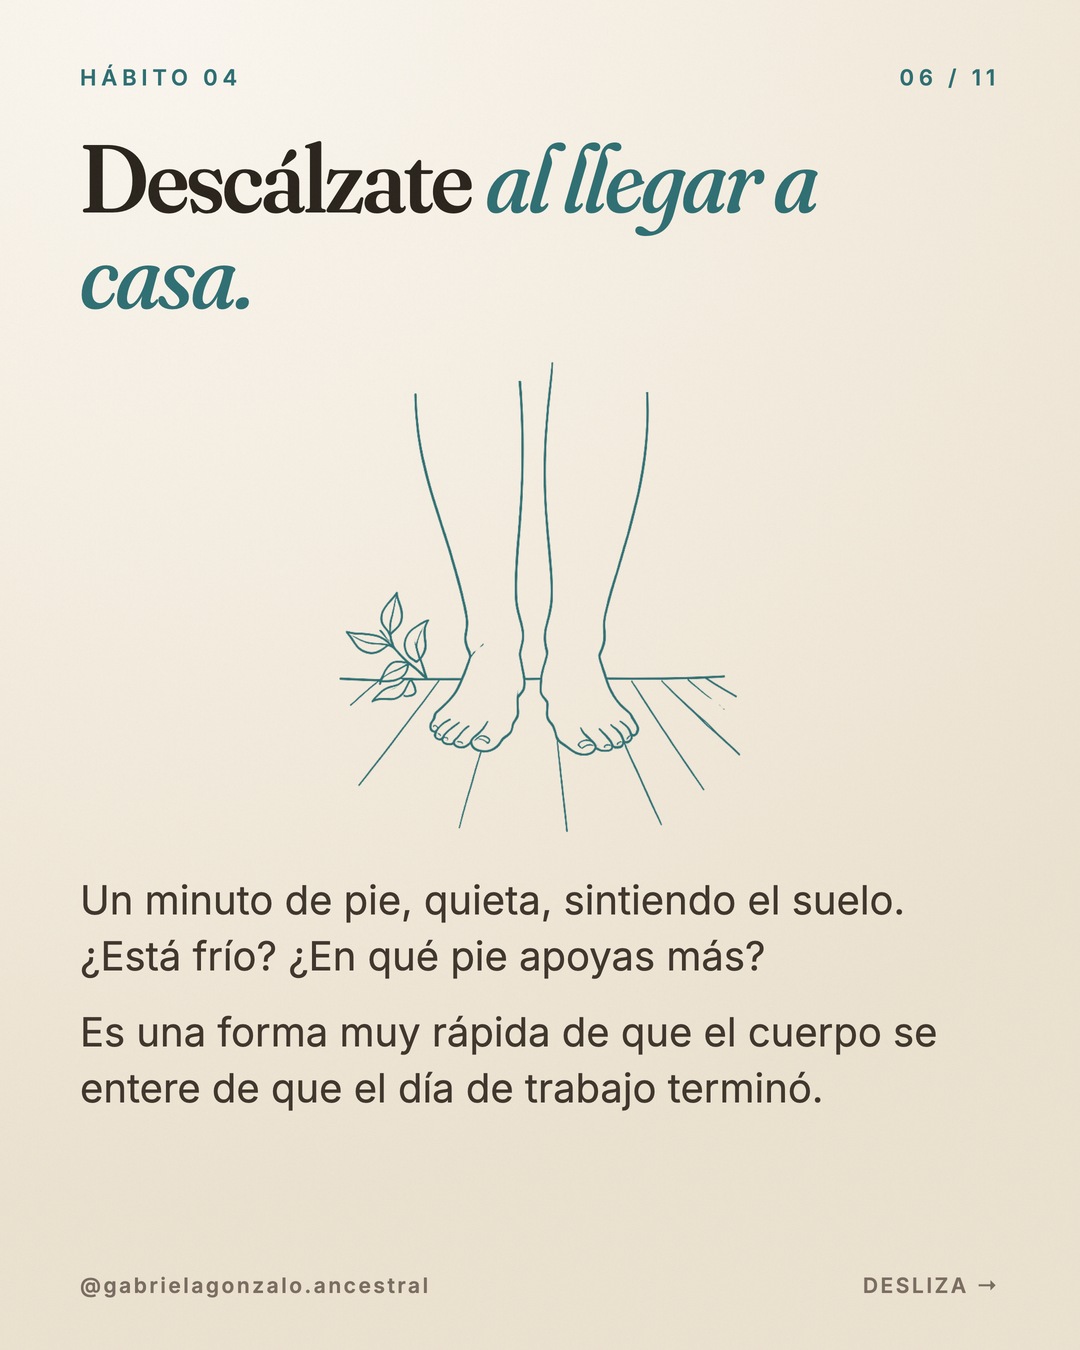 HÁBITO 04
06 / 11
Descálzate al llegar a
casa.
Un minuto de pie, quieta, sintiendo el suelo.
¿Está frío? ¿En qué pie apoyas más?
Es una forma muy rápida de que el cuerpo se
entere de que el día de trabajo terminó.
@gabrielagonzalo.ancestral
DESLIZA →